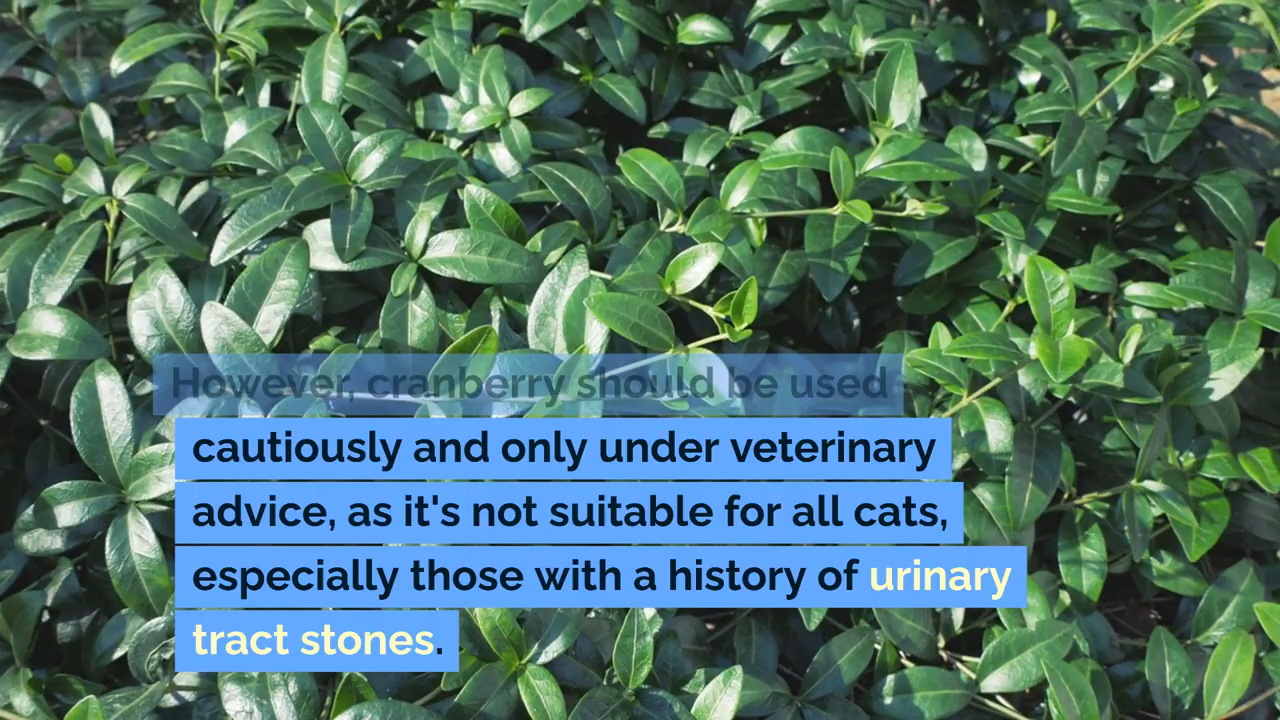 However, cranberry should be used
cautiously and only under veterinary
advice, as it's not suitable for all cats,
especially those with a history of urinary
tract stones.